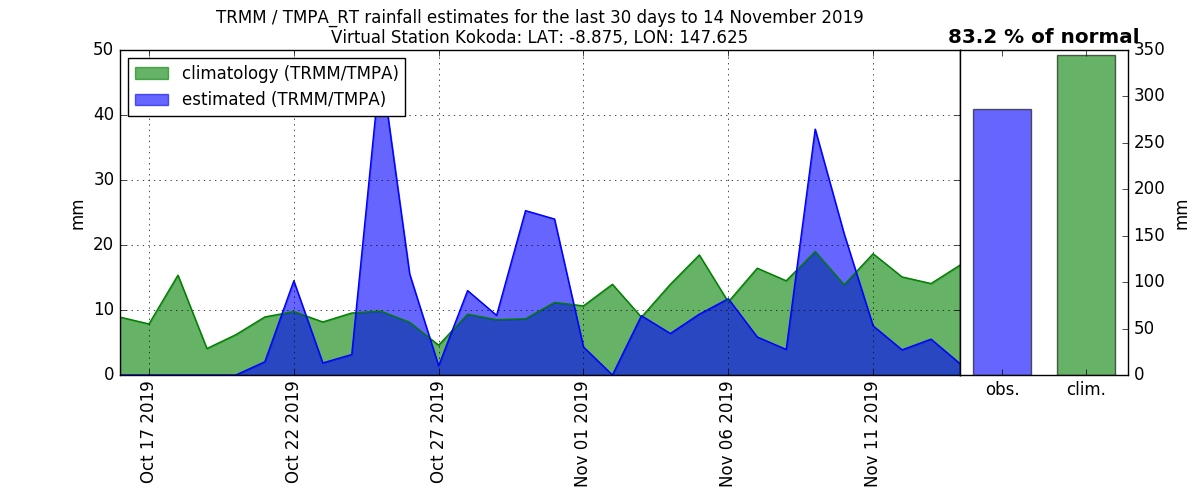 TRMM / TMPA_RT rainfall estimates for the last 30 days to 14 November 2019
Virtual Station Kokoda: LAT: -8.875, LON: 147.625
83.2 % of normal
climatology (TRMM/TMPA)
estimated (TRMM/TMPA)
50
40
30
20
10
0
mm
Oct 17 2019
Oct 22 2019
Oct 27 2019
Nov 01 2019
Nov 06 2019
Nov 11 2019
350
300
250
200
150
100
50
0
mm
obs.
clim.